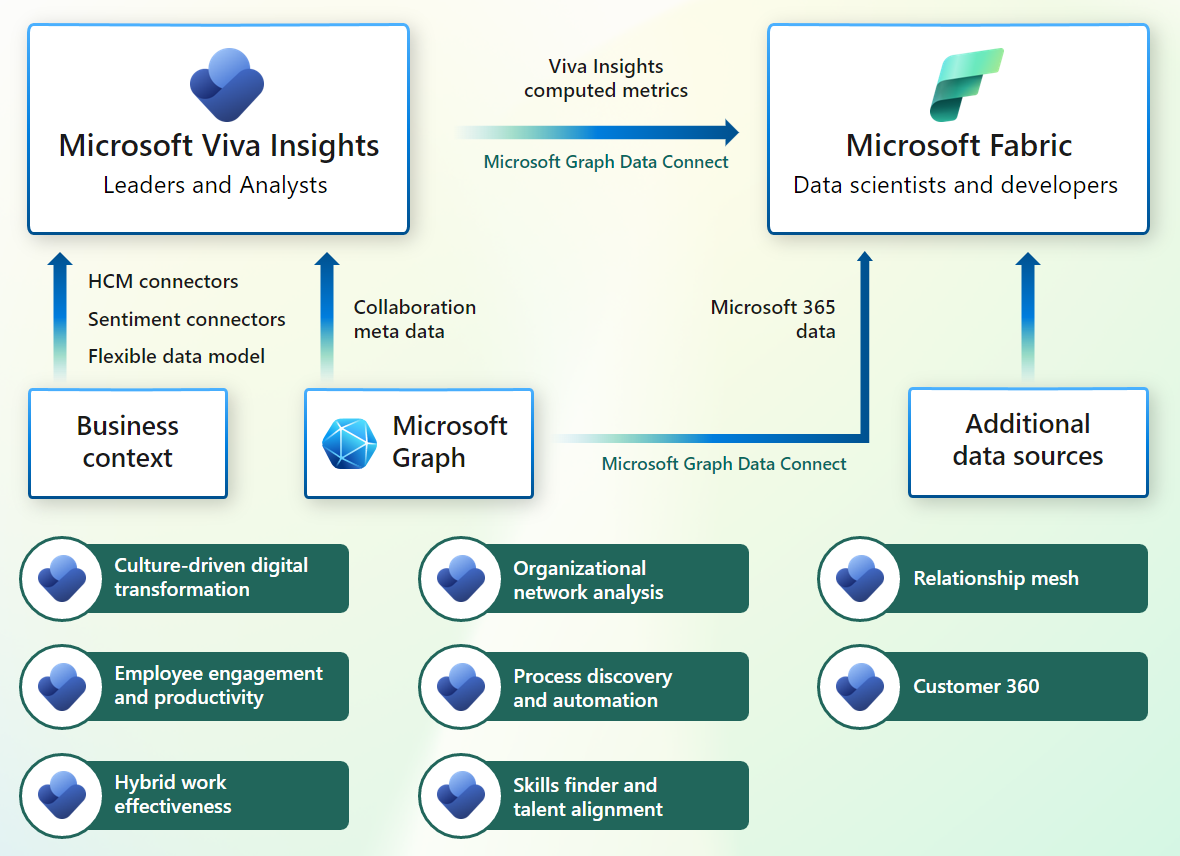 Microsoft Viva Insights
Leaders and Analysts
Viva Insights
computed metrics
Microsoft Graph Data Connect
Microsoft Fabric
Data scientists and developers
HCM connectors
Sentiment connectors
Flexible data model
Collaboration
meta data
Microsoft 365
data
Business
context
Microsoft
Graph
Microsoft Graph Data Connect
Additional
data sources
Culture-driven digital
transformation
Organizational
network analysis
Relationship mesh
Employee engagement
and productivity
Process discovery
and automation
Customer 360
Hybrid work
effectiveness
Skills finder and
talent alignment